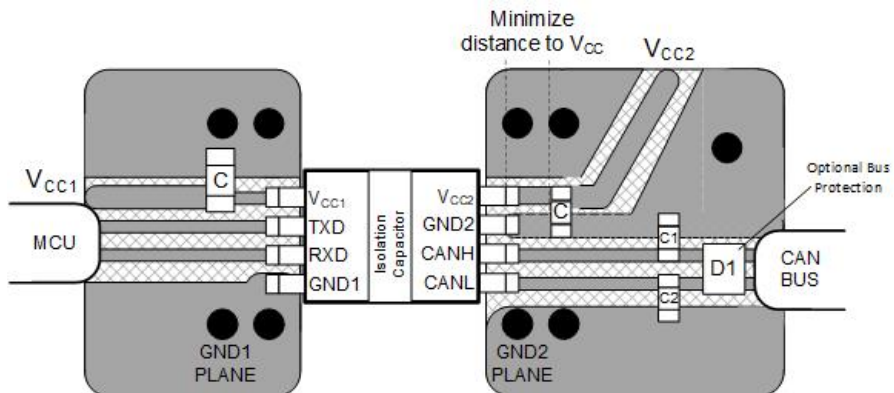 Minimize
distance to VCC
VCC2
VCC1
C
MCU
VCC1
TXD
RXD
GND1
Isolation
Capacitor
VCC2
GND2
CANH
CANL
C
C1
C2
D1
Optional Bus
Protection
CAN
BUS
GND1
PLANE
GND2
PLANE